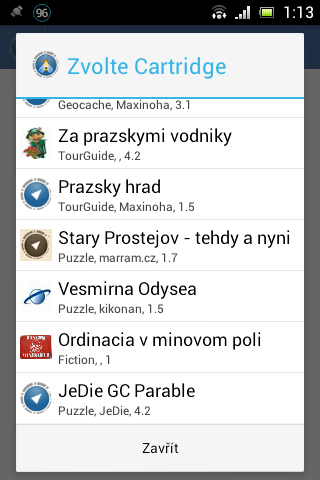 96
1:13
Zvolte Cartridge
Geocache, Maxinoha, 3.1
Za prazskymi vodniky
TourGuide, , 4.2
Prazsky hrad
TourGuide, Maxinoha, 1.5
Stary Prostejov - tehdy a nyni
Puzzle, marram.cz, 1.7
Vesmirna Odysea
Puzzle, kikonan, 1.5
Ordinacia v minovom poli
Fiction, , 1
JeDie GC Parable
Puzzle, JeDie, 4.2
Zavřít